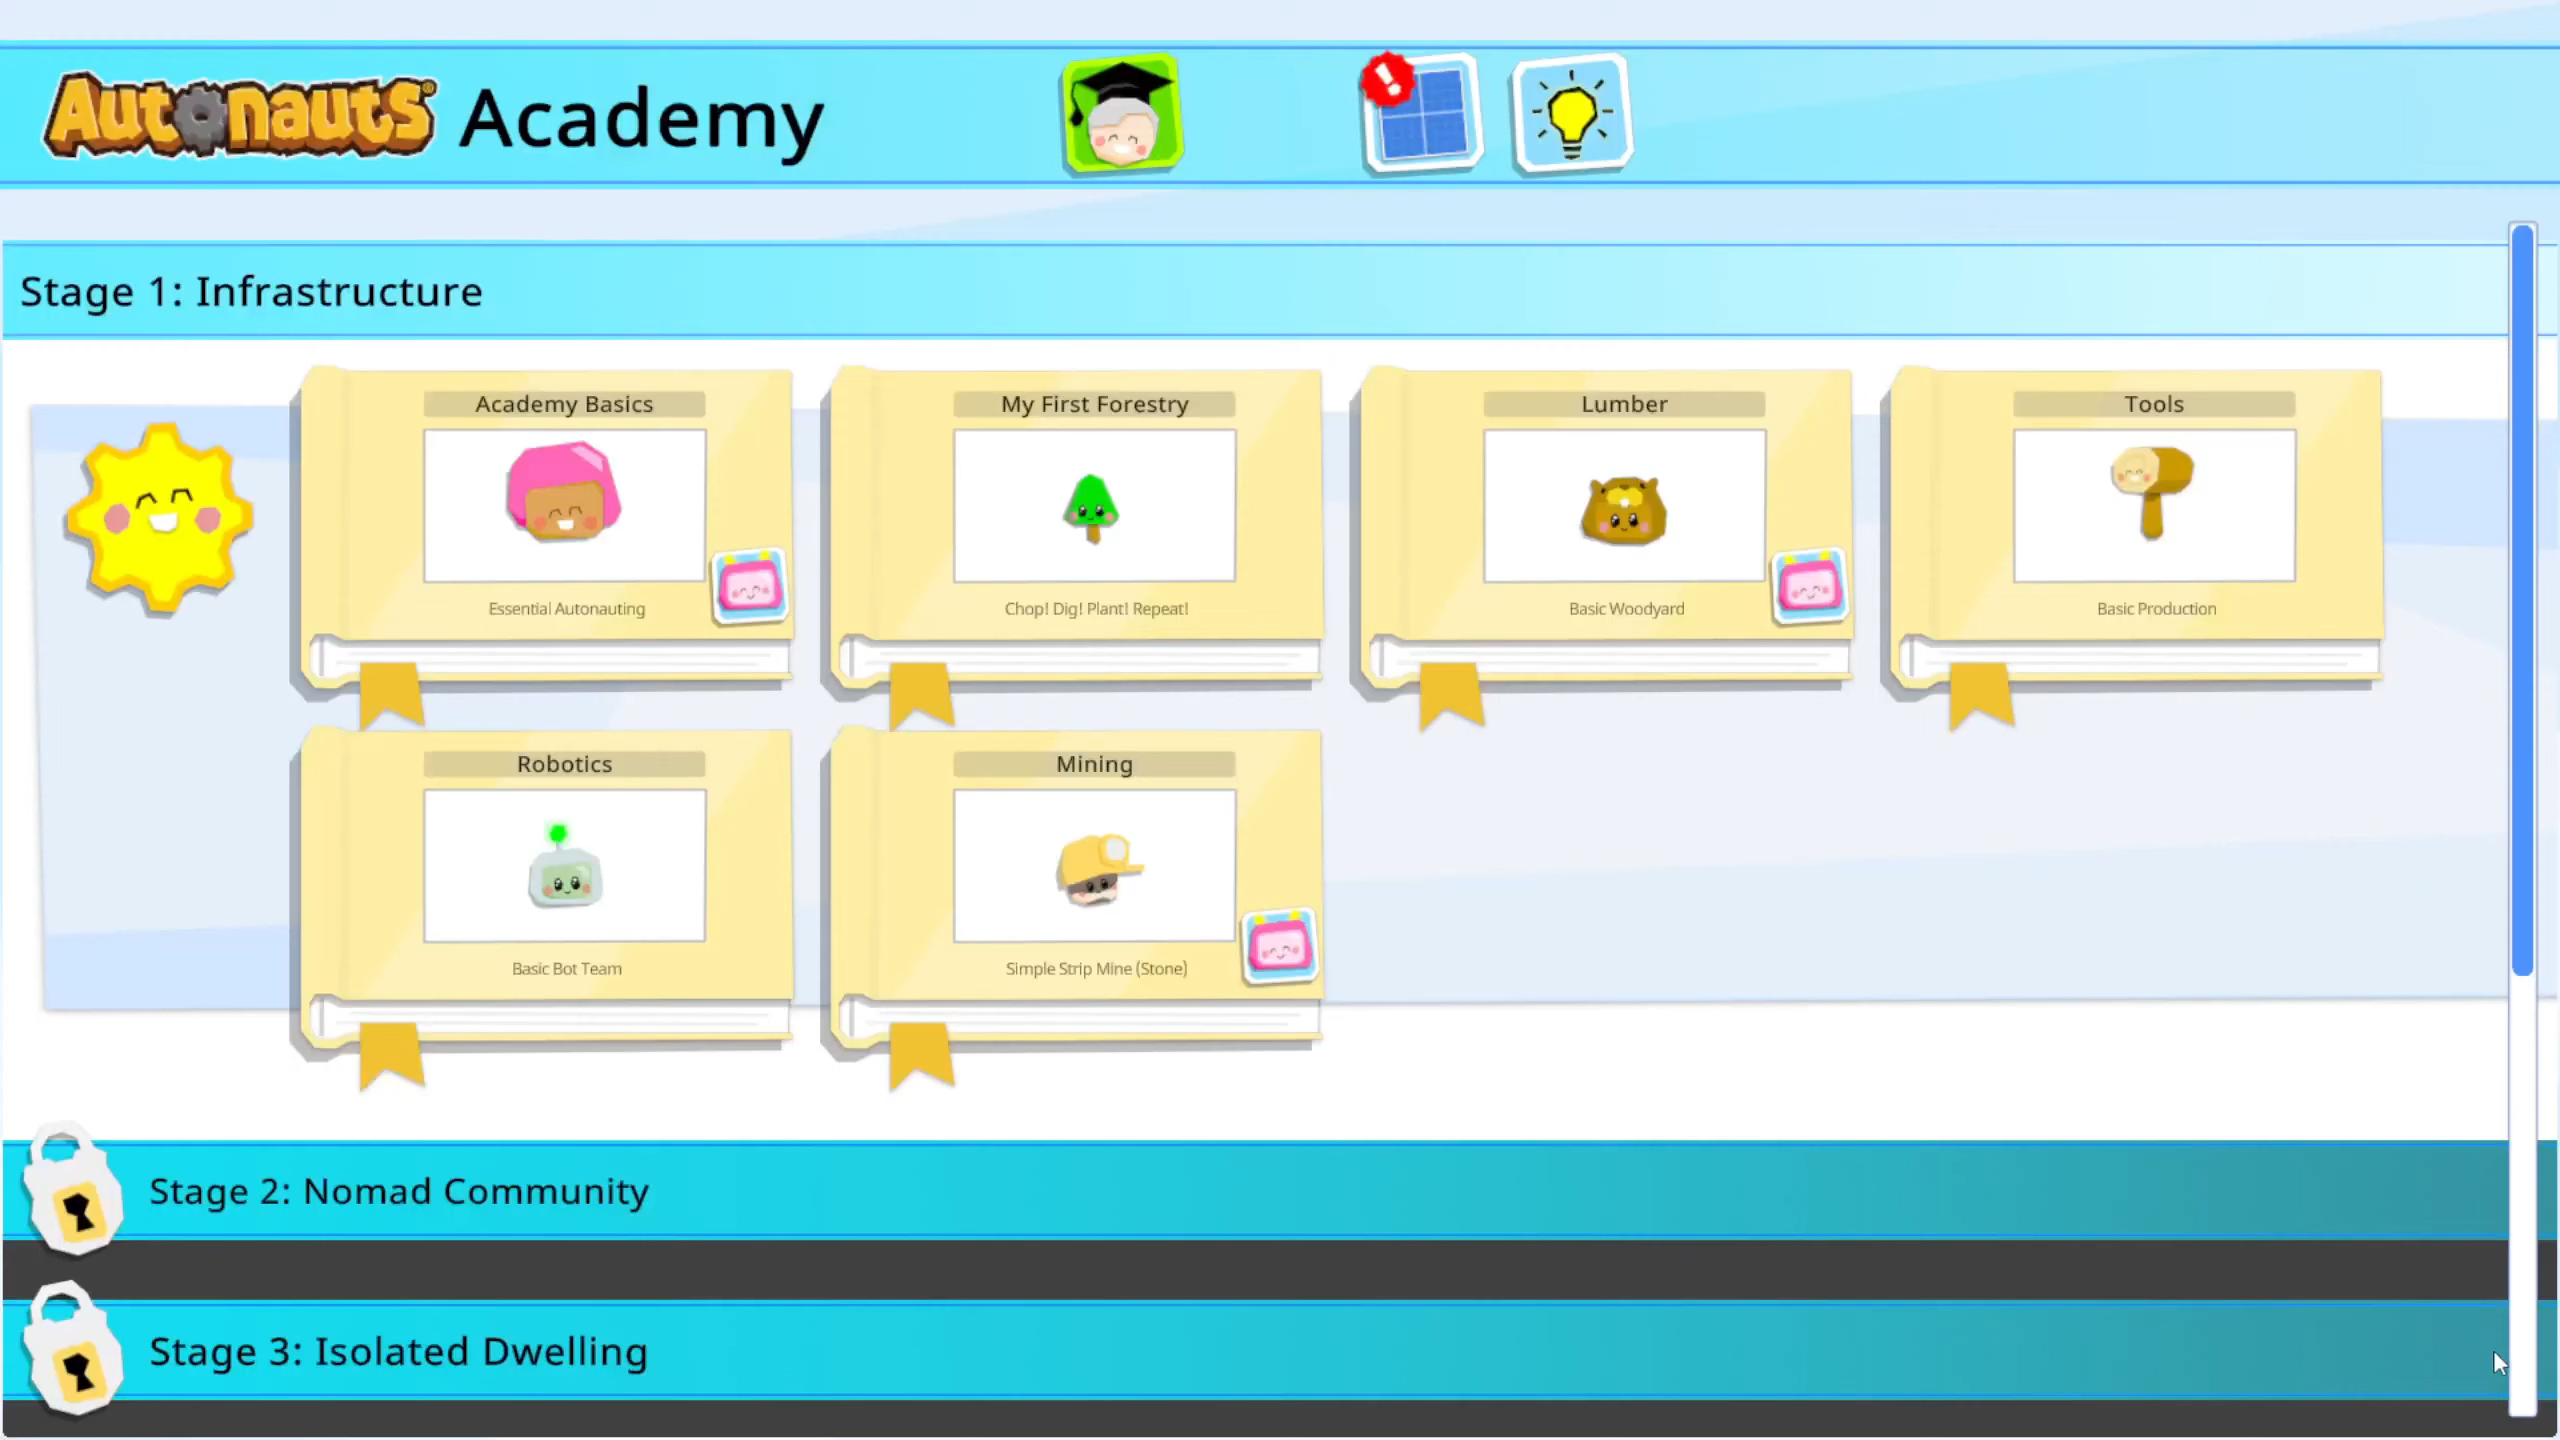 Autonauts® Academy
Stage 1: Infrastructure
Academy Basics
Essential Autonauting
My First Forestry
Chop! Dig! Plant! Repeat!
Lumber
Basic Woodyard
Tools
Basic Production
Robotics
Basic Bot Team
Mining
Simple Strip Mine (Stone)
Stage 2: Nomad Community
Stage 3: Isolated Dwelling